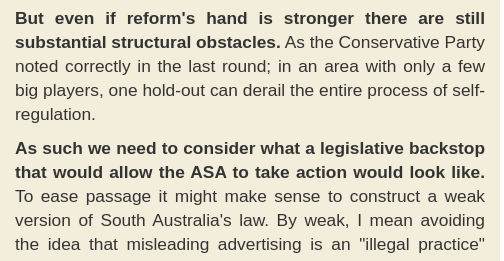 But even if reform's hand is stronger there are still
substantial structural obstacles. As the Conservative Party
noted correctly in the last round; in an area with only a few
big players, one hold-out can derail the entire process of self-
regulation.
As such we need to consider what a legislative backstop
that would allow the ASA to take action would look like.
To ease passage it might make sense to construct a weak
version of South Australia's law. By weak, I mean avoiding
the idea that misleading advertising is an "illegal practice"